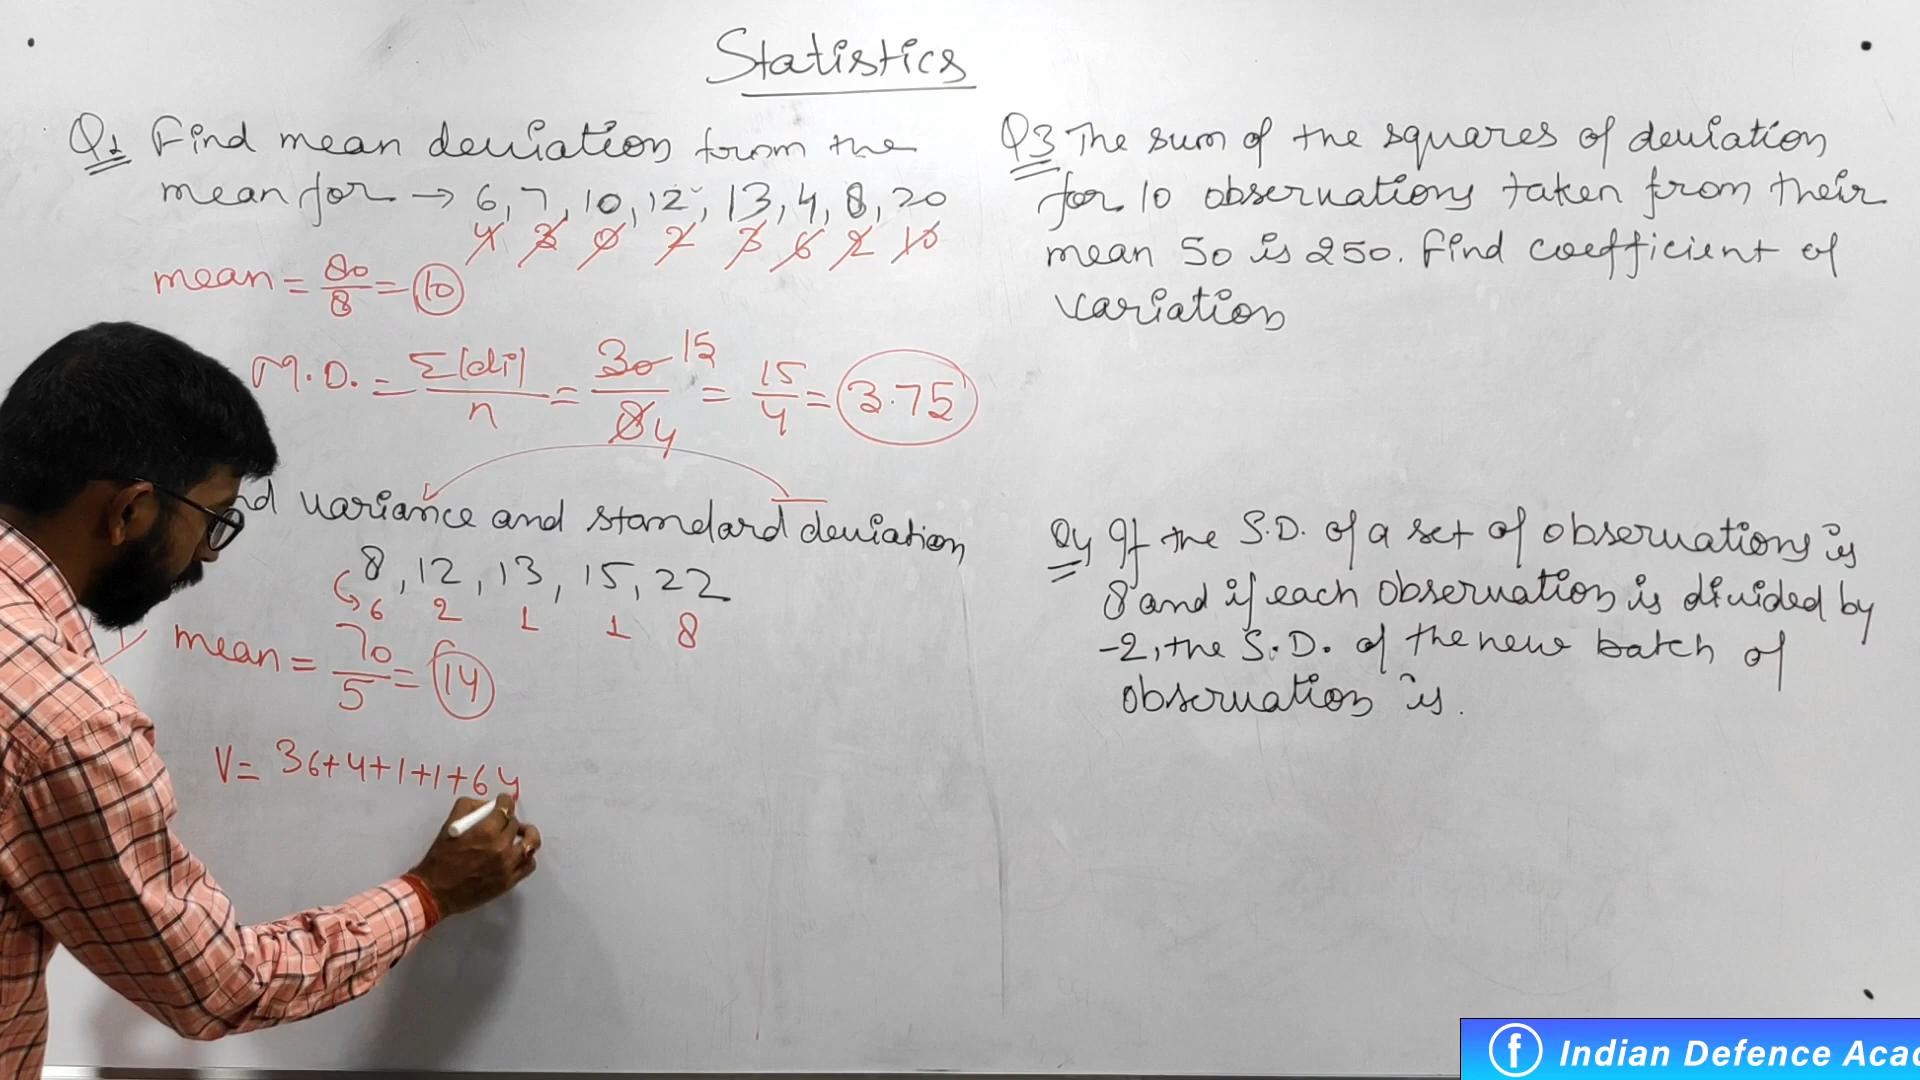 Statistics
Q1 Find mean deviation from the
mean for → 6, 7, 10, 12, 13, 4, 8, 20
4 3 0 2 3 6 2 10
mean = 80/8 = 10
M.D. = Σ|di|/n = 30/8 15/4 = 15/4 = 3.75
nd variance and standard deviation
8, 12, 13, 15, 22
6 2 1 1 8
mean = 70/5 = 14
V = 36+4+1+1+64
Q3 The sum of the squares of deviation
for 10 observations taken from their
mean 50 is 250. Find coefficient of
variation
Q4 If the S.D. of a set of observations is
8 and if each observation is divided by
-2, the S.D. of the new batch of
observation is.
f Indian Defence Acad